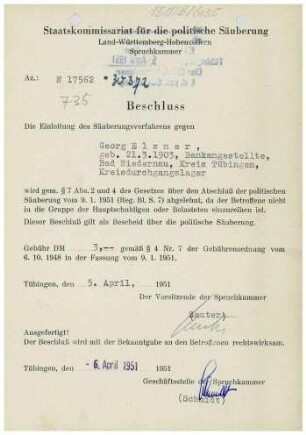 15/1/B/635
Staatskommissariat für die politische Säuberung
Land-Württemberg-Hohenzollern
Spruchkammer
Az.: N 17562
735
Beschluss
Die Einleitung des Säuberungsverfahrens gegen
Georg Elsner,
geb. 21.3.1903, Bankangestellte,
Bad Niedernau, Kreis Tübingen,
Kreisdurchgangslager
wird gem. § 7 Abs. 2 und 4 des Gesetzes über den Abschluß der politischen
Säuberung vom 9. 1. 1951 (Reg. Bl. S. 7) abgelehnt, da der Betroffene nicht
in die Gruppe der Hauptschuldigen oder Belasteten einzureihen ist.
Dieser Beschluß gilt als Bescheid über die politische Säuberung.
Gebühr DM 3,-- gemäß § 4 Nr. 7 der Gebührenordnung vom
6. 10. 1948 in der Fassung vom 9. 1. 1951.
Tübingen, den 5. April, 1951
Der Vorsitzende der Spruchkammer
(Sauter)
Ausgefertigt!
Der Beschluß wird mit der Bekanntgabe an den Betroffenen rechtswirksam.
Tübingen, den - 6. April 1951 1951
Geschäftsstelle der Spruchkammer
(Schmidt)